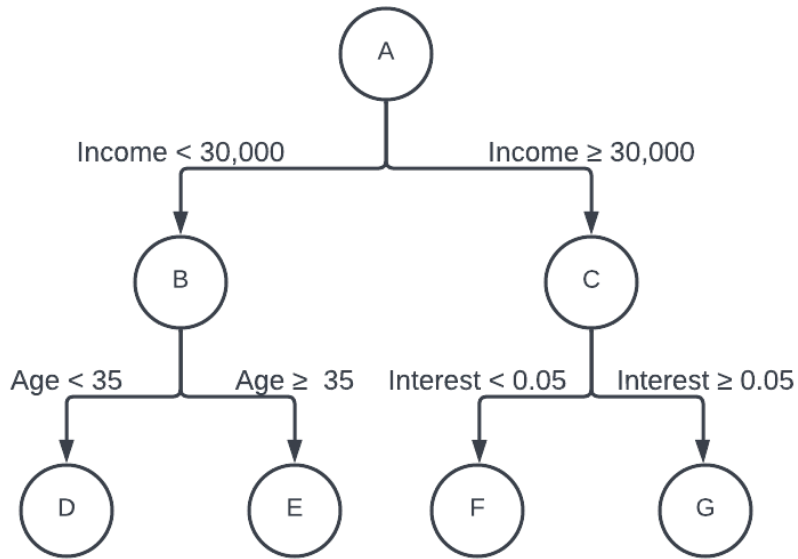 A
Income < 30,000
Income ≥ 30,000
B
C
Age < 35
Age ≥ 35
Interest < 0.05
Interest ≥ 0.05
D
E
F
G